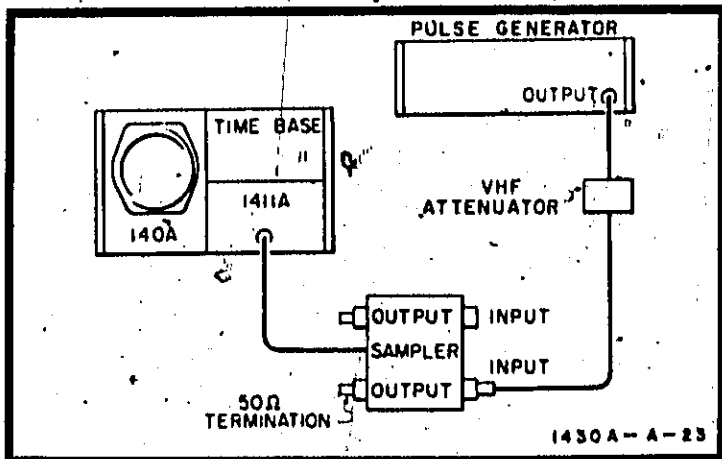 PULSE GENERATOR
OUTPUT
TIME BASE
1411A
140A
VHF
ATTENUATOR
OUTPUT
INPUT
SAMPLER
INPUT
OUTPUT
50Ω
TERMINATION
1430A-A-23